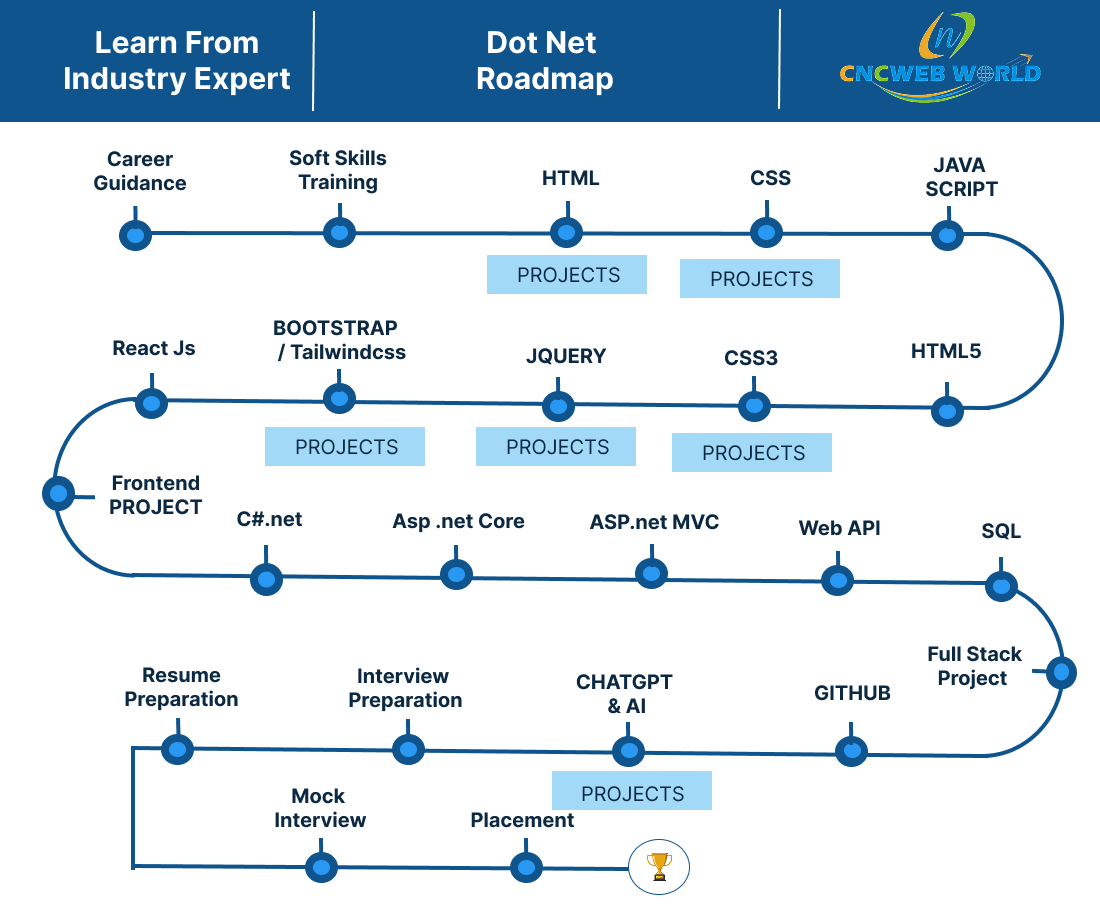 Learn From
Industry Expert
Dot Net
Roadmap
n
CNCWEB WORLD
Career
Guidance
Soft Skills
Training
HTML
CSS
JAVA
SCRIPT
PROJECTS
PROJECTS
React Js
BOOTSTRAP
/ Tailwindcss
JQUERY
CSS3
HTML5
PROJECTS
PROJECTS
PROJECTS
Frontend
PROJECT
C#.net
Asp .net Core
ASP.net MVC
Web API
SQL
Full Stack
Project
Resume
Preparation
Interview
Preparation
CHATGPT
& AI
GITHUB
PROJECTS
Mock
Interview
Placement